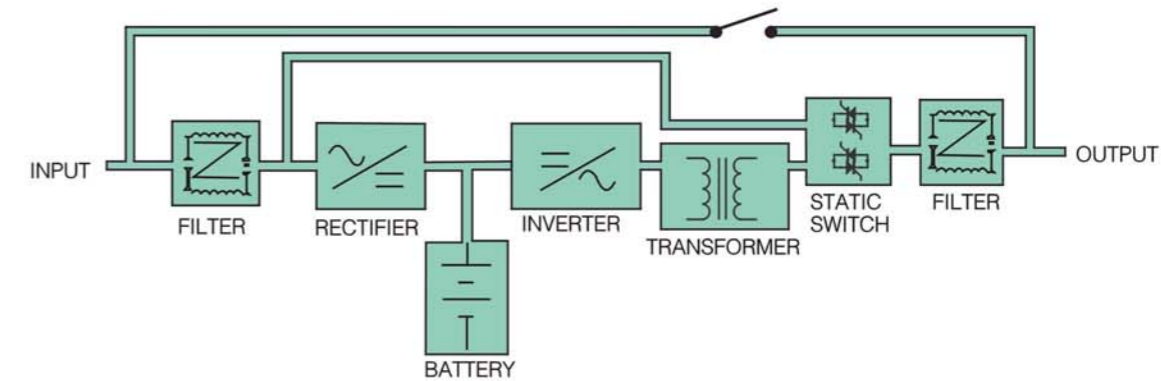 INPUT
FILTER
RECTIFIER
BATTERY
INVERTER
TRANSFORMER
STATIC
SWITCH
FILTER
OUTPUT